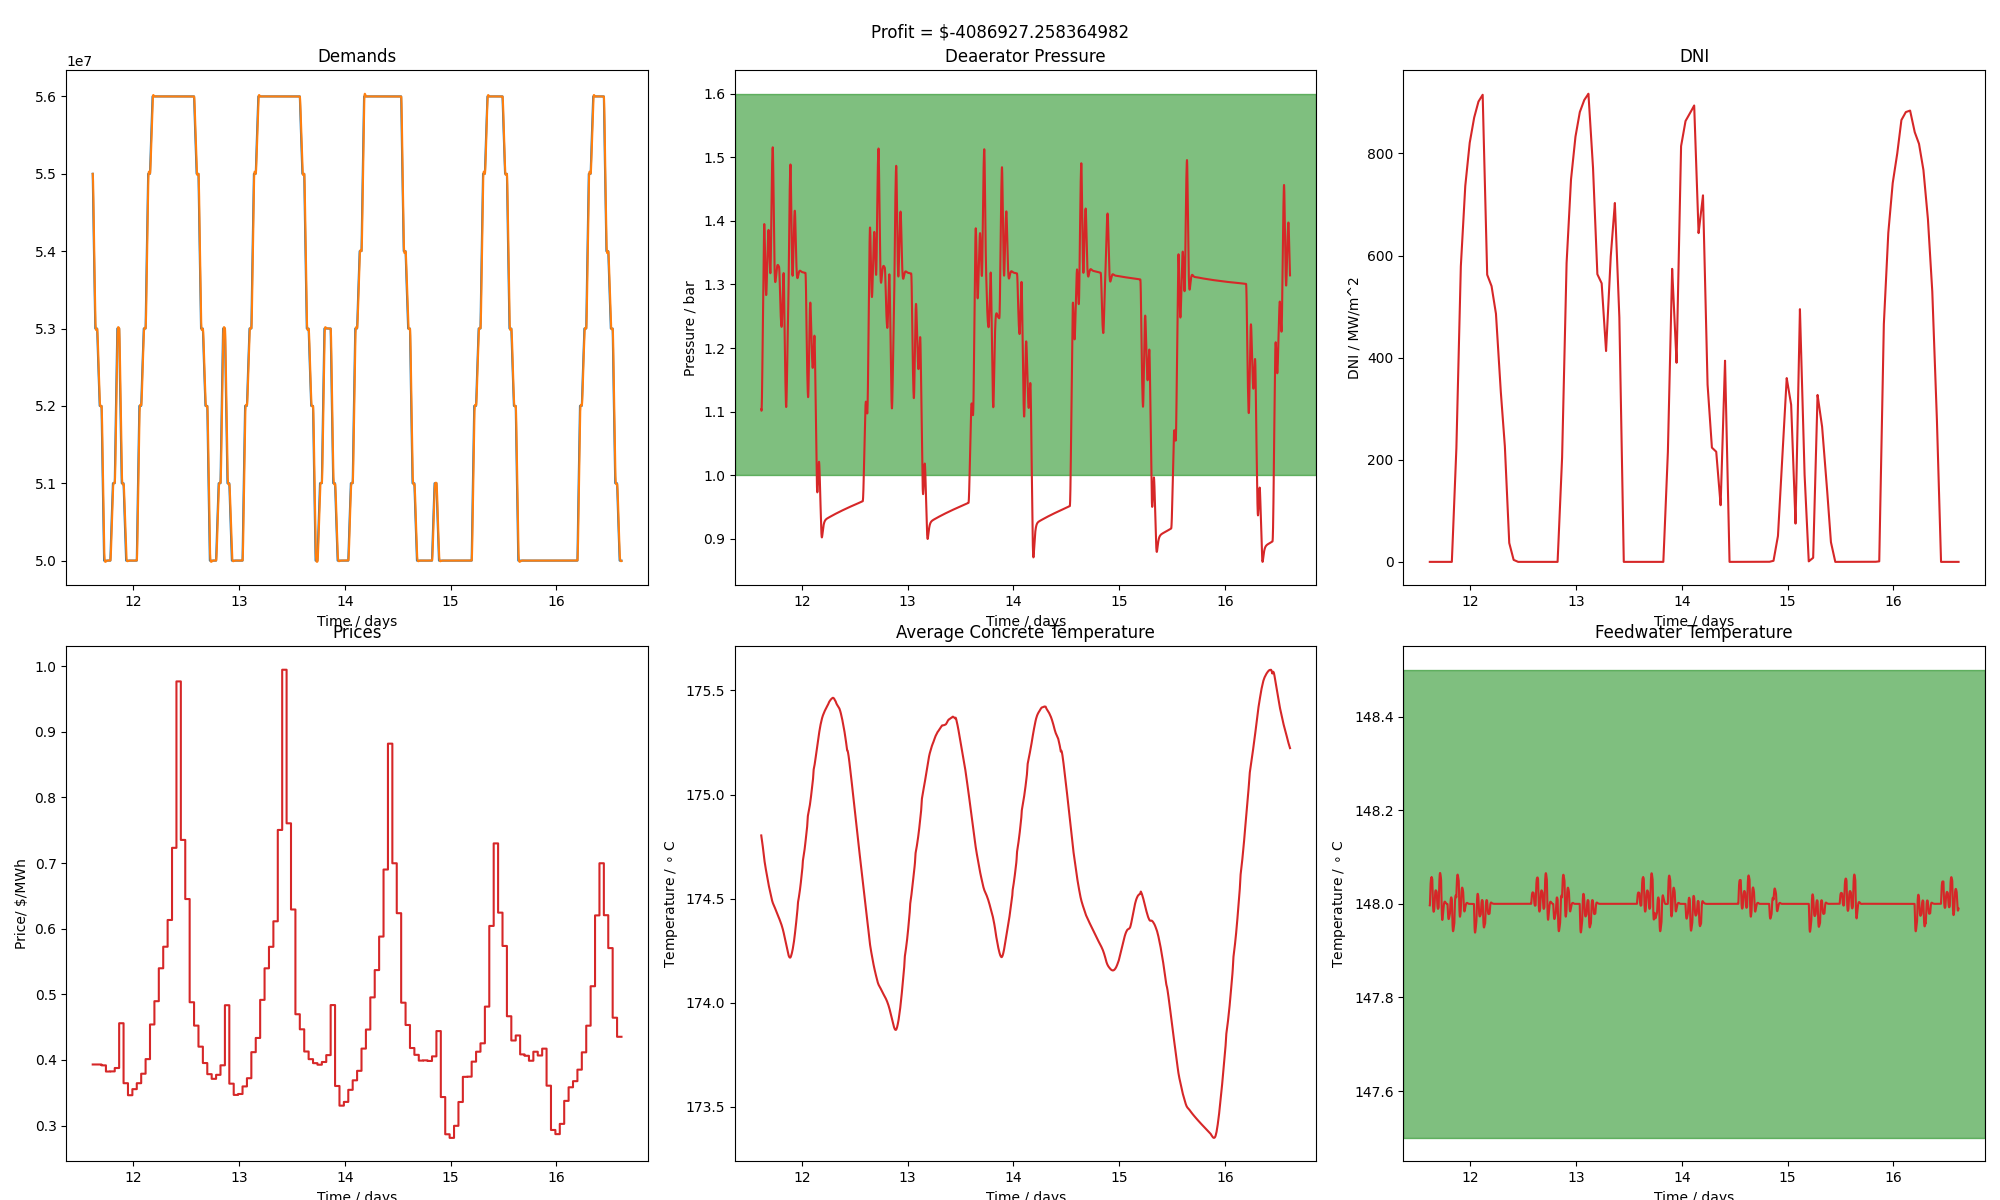 Profit = $-4086927.258364982
Demands
1e7
5.6
5.5
5.4
5.3
5.2
5.1
5.0
12 13 14 15 16
Time / days
Deaerator Pressure
Pressure / bar
1.6
1.5
1.4
1.3
1.2
1.1
1.0
0.9
12 13 14 15 16
Time / days
DNI
DNI / MW/m^2
800
600
400
200
0
12 13 14 15 16
Time / days
Prices
Price/ $/MWh
1.0
0.9
0.8
0.7
0.6
0.5
0.4
0.3
12 13 14 15 16
Time / days
Average Concrete Temperature
Temperature / ∘ C
175.5
175.0
174.5
174.0
173.5
12 13 14 15 16
Time / days
Feedwater Temperature
Temperature / ∘ C
148.4
148.2
148.0
147.8
147.6
12 13 14 15 16
Time / days